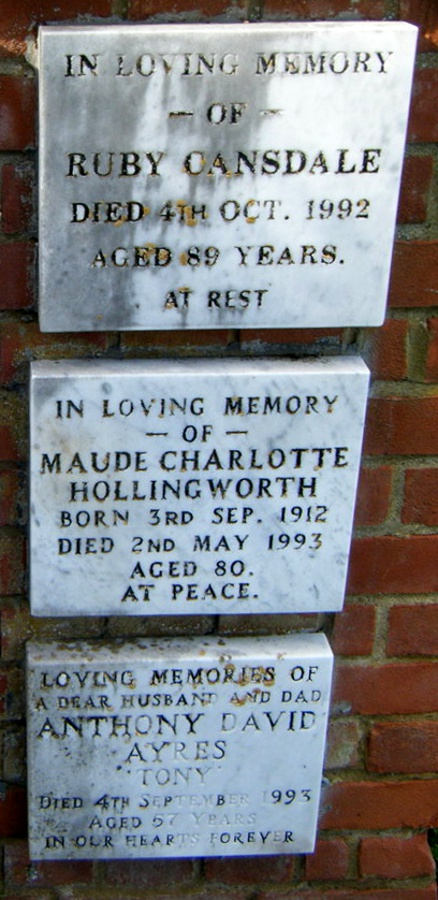 IN LOVING MEMORY
— OF —
RUBY CANSDALE
DIED 4TH OCT. 1992
AGED 89 YEARS.
AT REST
IN LOVING MEMORY
— OF —
MAUDE CHARLOTTE
HOLLINGWORTH
BORN 3RD SEP. 1912
DIED 2ND MAY 1993
AGED 80.
AT PEACE.
LOVING MEMORIES OF
A DEAR HUSBAND AND DAD
ANTHONY DAVID
AYRES
"TONY"
DIED 4TH SEPTEMBER 1993
AGED 57 YEARS
IN OUR HEARTS FOREVER